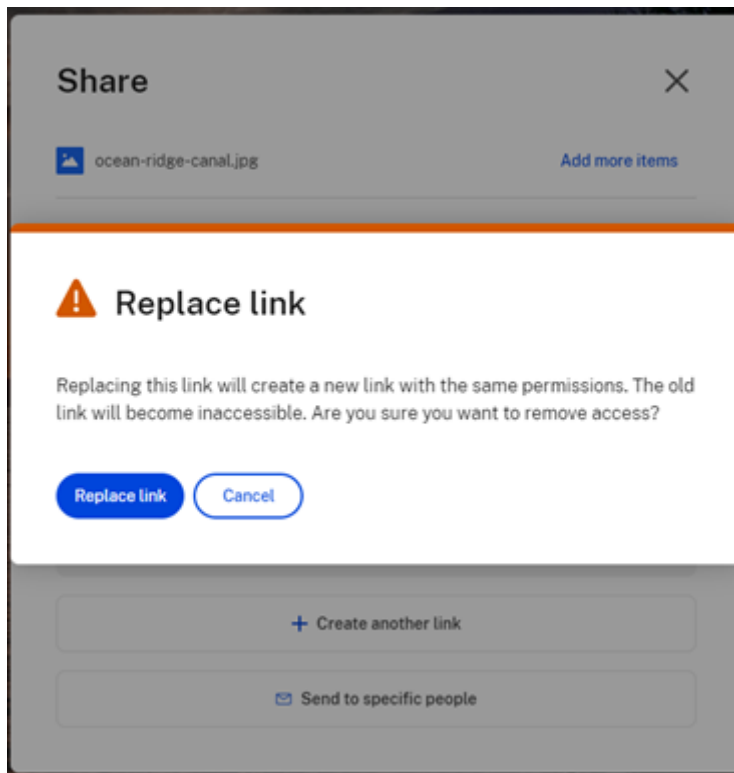 Share
ocean-ridge-canal.jpg
Add more items
Replace link
Replacing this link will create a new link with the same permissions. The old
link will become inaccessible. Are you sure you want to remove access?
Replace link
Cancel
Create another link
Send to specific people